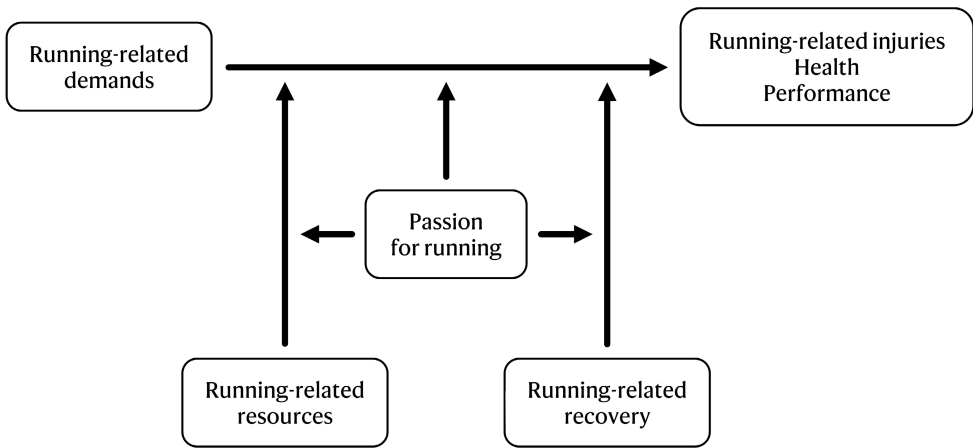 Running-related
demands
Running-related injuries
Health
Performance
Passion
for running
Running-related
resources
Running-related
recovery